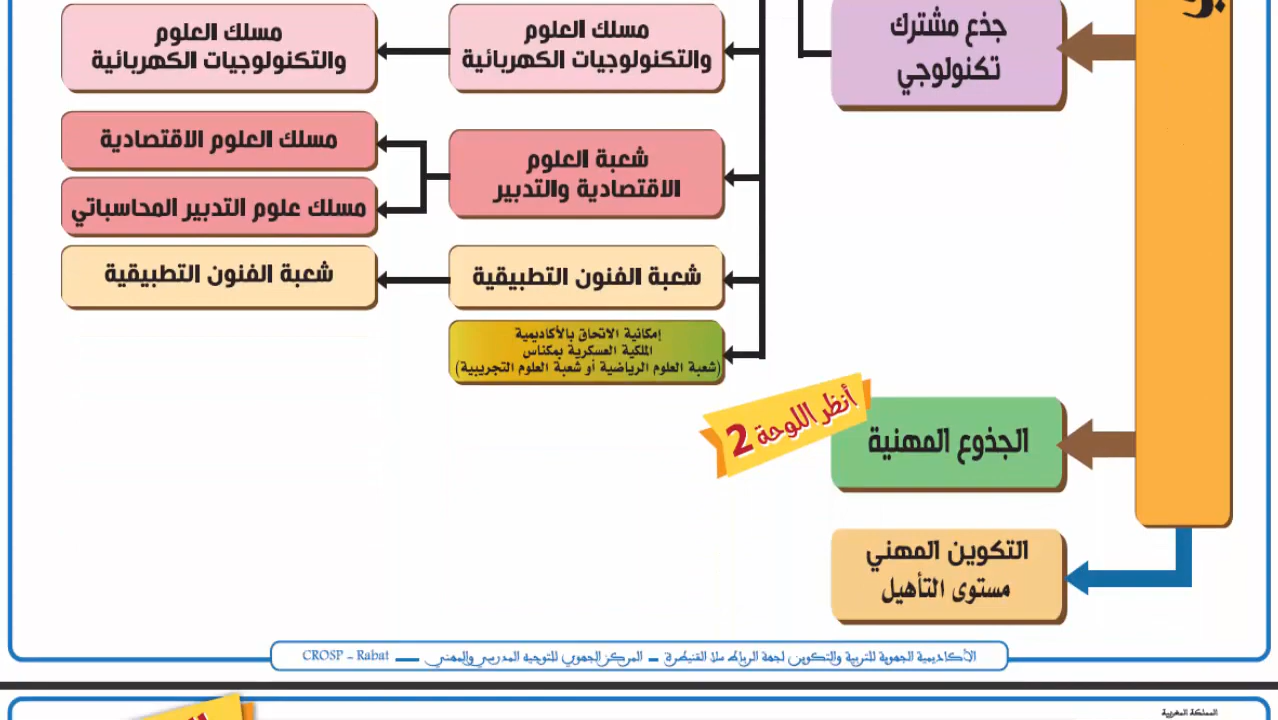 جذع مشترك
تكنولوجي
مسلك العلوم
والتكنولوجيات الكهربائية
مسلك العلوم
والتكنولوجيات الكهربائية
شعبة العلوم
الاقتصادية والتدبير
مسلك العلوم الاقتصادية
مسلك علوم التدبير المحاسباتي
شعبة الفنون التطبيقية
شعبة الفنون التطبيقية
إمكانية الاتحاق بالأكاديمية
الملكية العسكرية بمكناس
(شعبة العلوم الرياضية أو شعبة العلوم التجريبية)
أنظر اللوحة 2
الجذوع المهنية
التكوين المهني
مستوى التأهيل
الأكاديمية الجهوية للتربية والتكوين لجهة الرباط سلا القنيطرة – المركز الجهوي للتوجيه المدرسي والمهني — CROSP - Rabat
المملكة المغربية